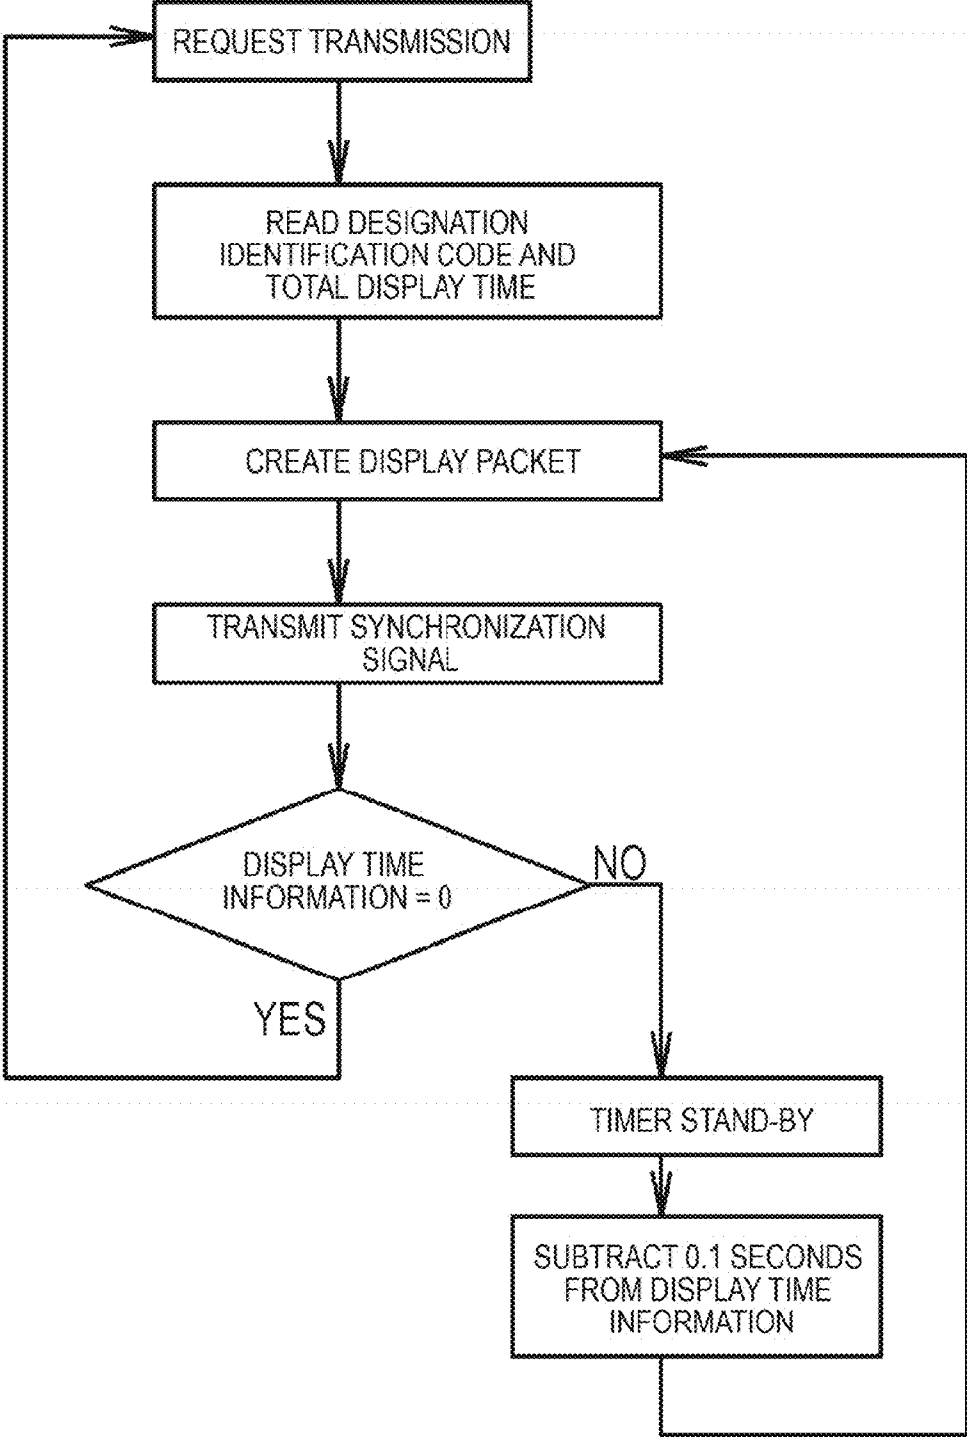 REQUEST TRANSMISSION
READ DESIGNATION
IDENTIFICATION CODE AND
TOTAL DISPLAY TIME
CREATE DISPLAY PACKET
TRANSMIT SYNCHRONIZATION
SIGNAL
DISPLAY TIME
INFORMATION = 0
NO
YES
TIMER STAND-BY
SUBTRACT 0.1 SECONDS
FROM DISPLAY TIME
INFORMATION